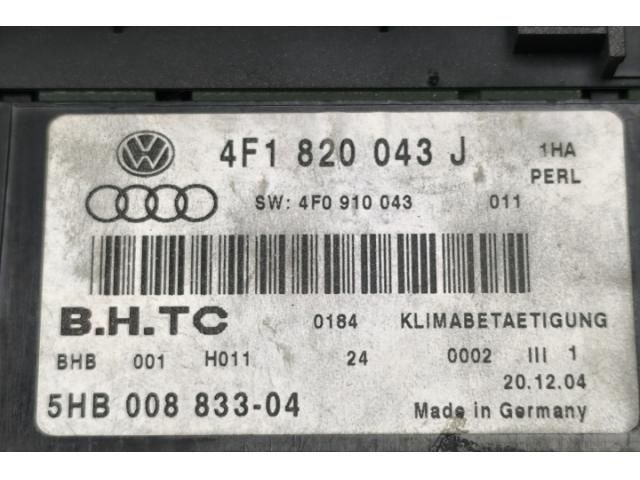 4F1 820 043 J 1HA
PERL
SW: 4F0 910 043 011
B.H.TC 0184 KLIMABETAETIGUNG
BHB 001 H011 24 0002 III 1
20.12.04
5HB 008 833-04 Made in Germany